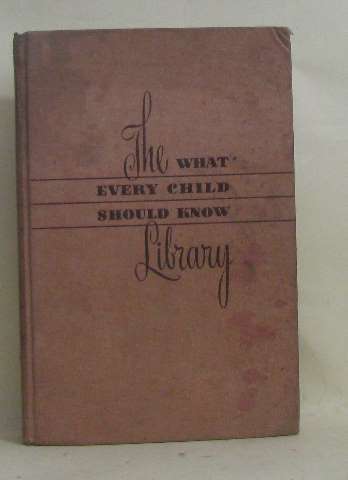 The WHAT
EVERY CHILD
SHOULD KNOW
Library